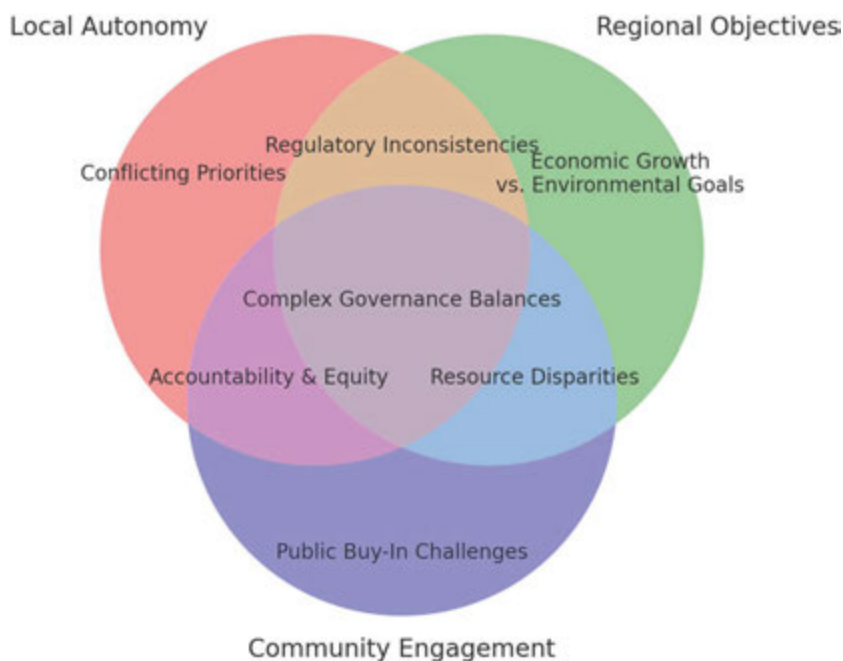 Local Autonomy
Regional Objectives
Regulatory Inconsistencies
Conflicting Priorities
Economic Growth
vs. Environmental Goals
Complex Governance Balances
Accountability & Equity
Resource Disparities
Public Buy-In Challenges
Community Engagement